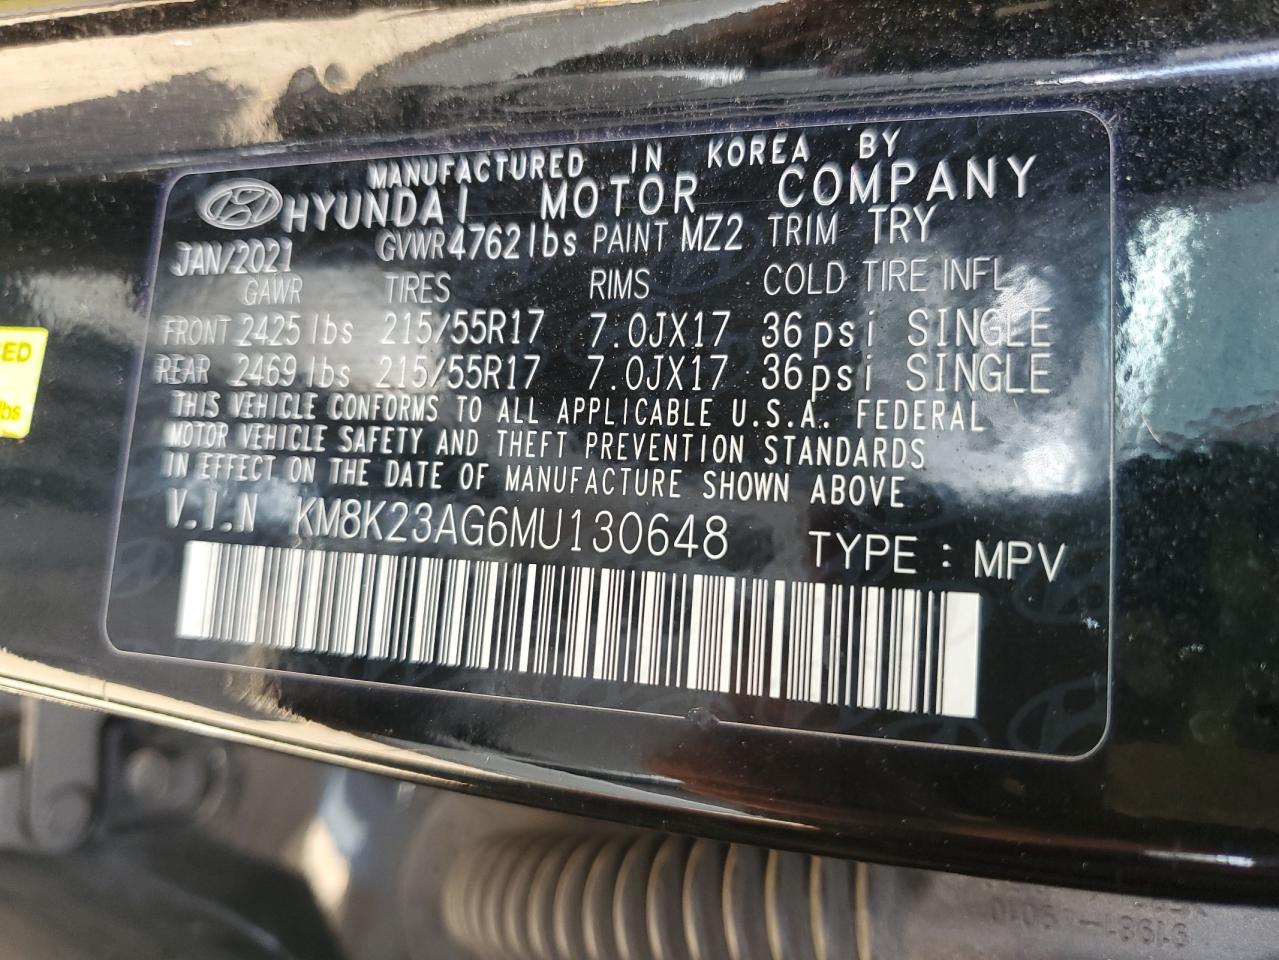 MANUFACTURED IN KOREA BY
HYUNDAI MOTOR COMPANY
JAN/2021 GVWR 4762lbs PAINT MZ2 TRIM TRY
GAWR TIRES RIMS COLD TIRE INFL
FRONT 2425lbs 215/55R17 7.0JX17 36psi SINGLE
REAR 2469lbs 215/55R17 7.0JX17 36psi SINGLE
THIS VEHICLE CONFORMS TO ALL APPLICABLE U.S.A. FEDERAL
MOTOR VEHICLE SAFETY AND THEFT PREVENTION STANDARDS
IN EFFECT ON THE DATE OF MANUFACTURE SHOWN ABOVE
V.I.N KM8K23AG6MU130648 TYPE : MPV
ED
lbs